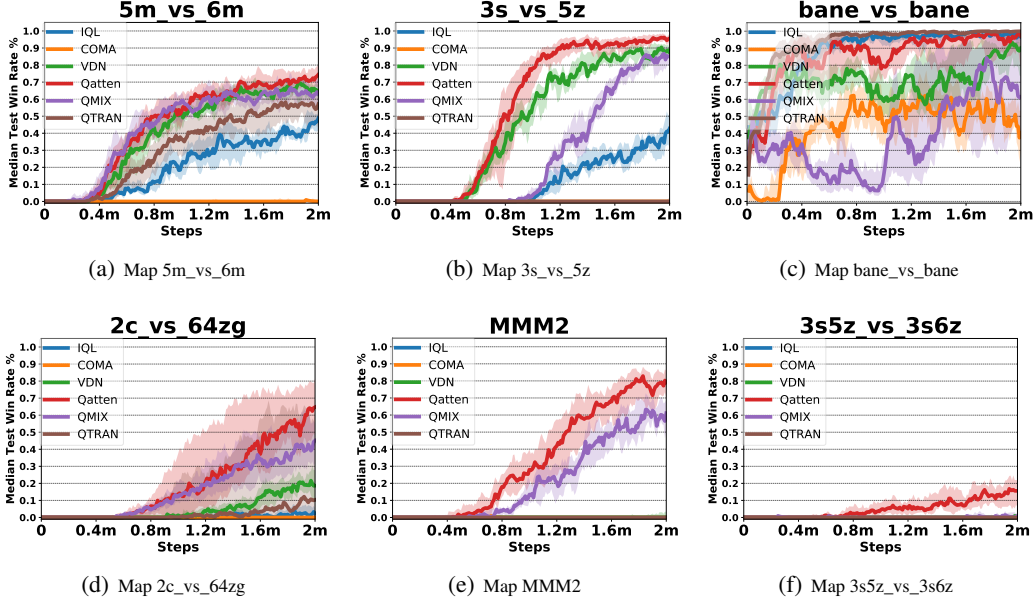 5m_vs_6m
Median Test Win Rate %
1.0
0.9
0.8
0.7
0.6
0.5
0.4
0.3
0.2
0.1
0.0
IQL
COMA
VDN
Qatten
QMIX
QTRAN
0 0.4m 0.8m 1.2m 1.6m 2m
Steps
(a) Map 5m_vs_6m
3s_vs_5z
Median Test Win Rate %
1.0
0.9
0.8
0.7
0.6
0.5
0.4
0.3
0.2
0.1
0.0
IQL
COMA
VDN
Qatten
QMIX
QTRAN
0 0.4m 0.8m 1.2m 1.6m 2m
Steps
(b) Map 3s_vs_5z
bane_vs_bane
Median Test Win Rate %
1.0
0.9
0.8
0.7
0.6
0.5
0.4
0.3
0.2
0.1
0.0
IQL
COMA
VDN
Qatten
QMIX
QTRAN
0 0.4m 0.8m 1.2m 1.6m 2m
Steps
(c) Map bane_vs_bane
2c_vs_64zg
Median Test Win Rate %
1.0
0.9
0.8
0.7
0.6
0.5
0.4
0.3
0.2
0.1
0.0
IQL
COMA
VDN
Qatten
QMIX
QTRAN
0 0.4m 0.8m 1.2m 1.6m 2m
Steps
(d) Map 2c_vs_64zg
MMM2
Median Test Win Rate %
1.0
0.9
0.8
0.7
0.6
0.5
0.4
0.3
0.2
0.1
0.0
IQL
COMA
VDN
Qatten
QMIX
QTRAN
0 0.4m 0.8m 1.2m 1.6m 2m
Steps
(e) Map MMM2
3s5z_vs_3s6z
Median Test Win Rate %
1.0
0.9
0.8
0.7
0.6
0.5
0.4
0.3
0.2
0.1
0.0
IQL
COMA
VDN
Qatten
QMIX
QTRAN
0 0.4m 0.8m 1.2m 1.6m 2m
Steps
(f) Map 3s5z_vs_3s6z